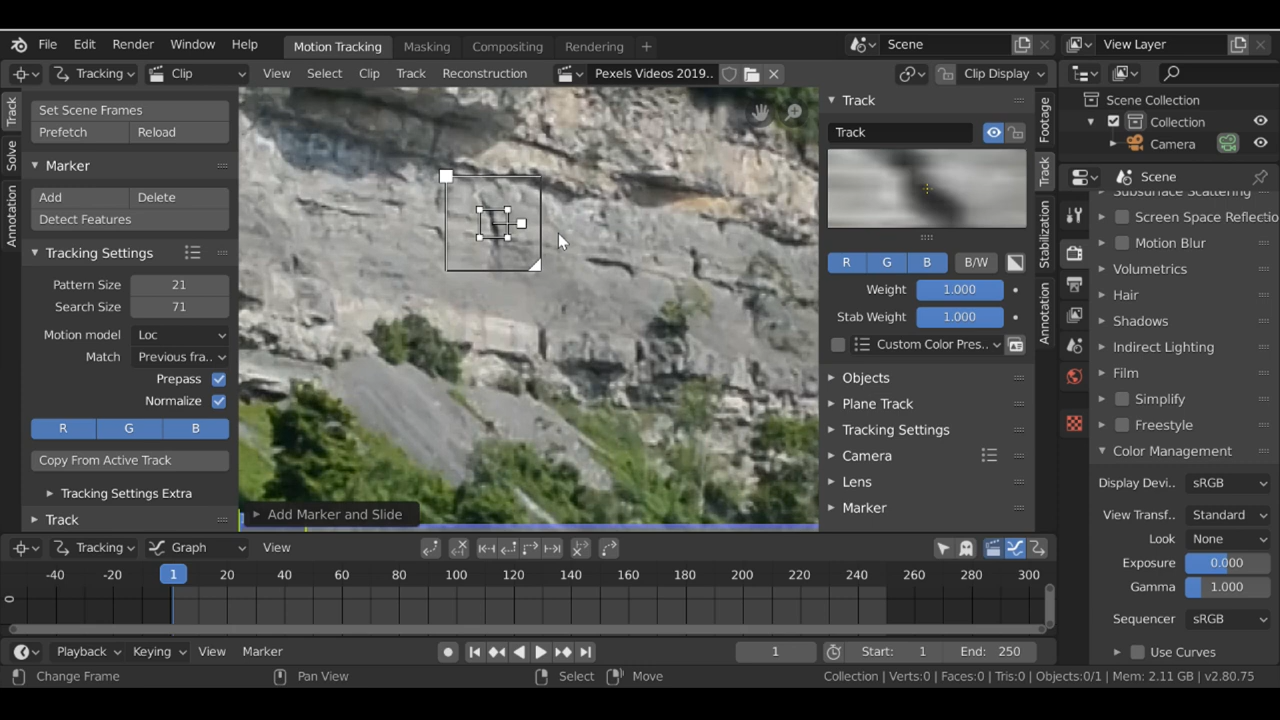 File Edit Render Window Help Motion Tracking Masking Compositing Rendering + Scene View Layer
Tracking Clip View Select Clip Track Reconstruction Pexels Videos 2019.. Clip Display
Set Scene Frames
Prefetch Reload
Marker
Add Delete
Detect Features
Tracking Settings
Pattern Size 21
Search Size 71
Motion model Loc
Match Previous fra..
Prepass
Normalize
R G B
Copy From Active Track
Tracking Settings Extra
Track
Track
Solve
Annotation
Add Marker and Slide
Track
Track
R G B B/W
Weight 1.000
Stab Weight 1.000
Custom Color Pres..
Objects
Plane Track
Tracking Settings
Camera
Lens
Marker
Footage
Track
Stabilization
Annotation
Scene Collection
Collection
Camera
Scene
Subsurface Scattering
Screen Space Reflectio
Motion Blur
Volumetrics
Hair
Shadows
Indirect Lighting
Film
Simplify
Freestyle
Color Management
Display Devi.. sRGB
View Transf.. Standard
Look None
Exposure 0.000
Gamma 1.000
Sequencer sRGB
Use Curves
Tracking Graph View
-40 -20 1 20 40 60 80 100 120 140 160 180 200 220 240 260 280 300
0
Playback Keying View Marker 1 Start: 1 End: 250
Change Frame Pan View Select Move Collection | Verts:0 | Faces:0 | Tris:0 | Objects:0/1 | Mem: 2.11 GB | v2.80.75